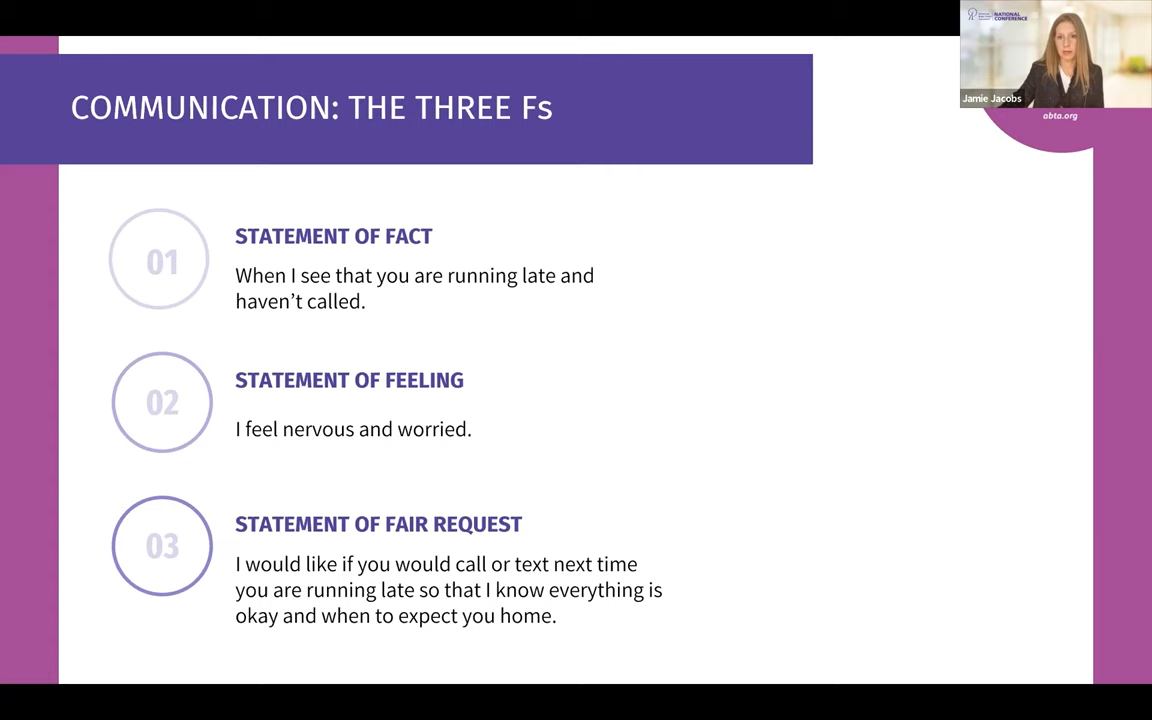 NATIONAL
CONFERENCE
Jamie Jacobs
abta.org
COMMUNICATION: THE THREE Fs
01
STATEMENT OF FACT
When I see that you are running late and
haven’t called.
02
STATEMENT OF FEELING
I feel nervous and worried.
03
STATEMENT OF FAIR REQUEST
I would like if you would call or text next time
you are running late so that I know everything is
okay and when to expect you home.